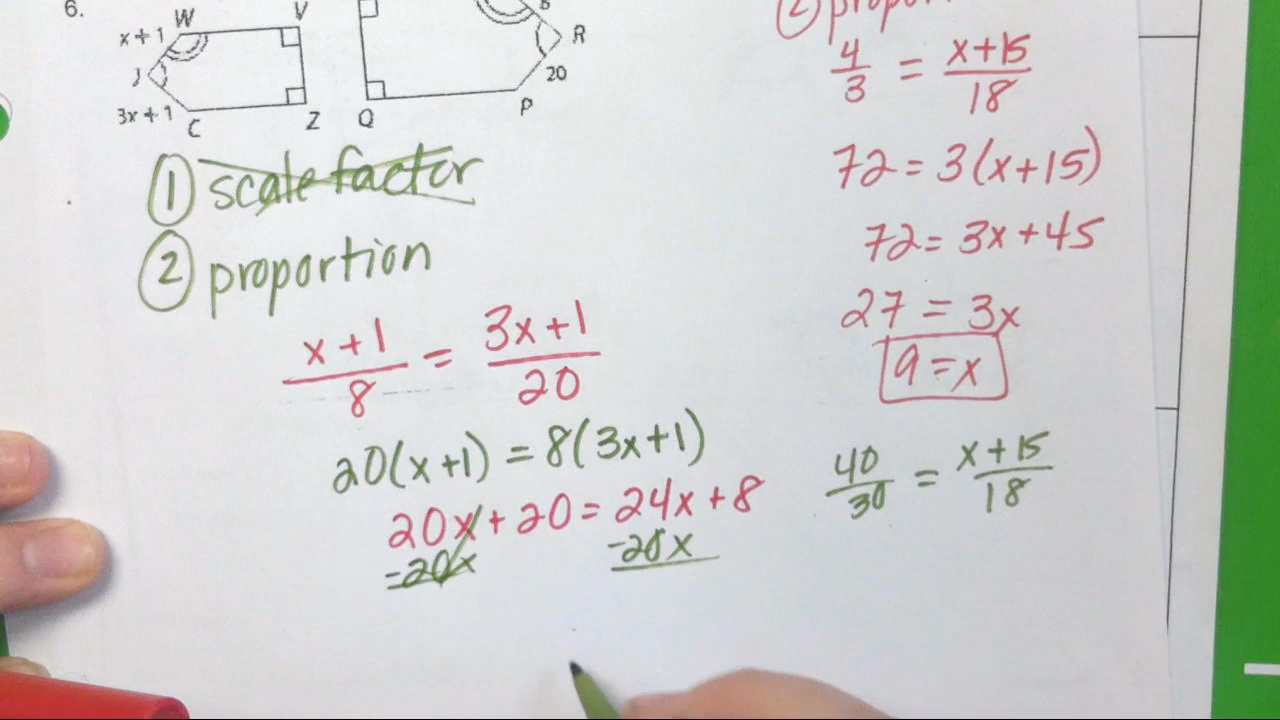 6.
W
V
x + 1
J
3x + 1
C
Z
Q
R
20
P
① scale factor
② proportion
x + 1 / 8 = 3x + 1 / 20
20(x+1) = 8(3x+1)
20x + 20 = 24x + 8
-20x -20x
4/3 = x+15/18
72 = 3(x+15)
72 = 3x+45
27 = 3x
9 = x
40/30 = x+15/18